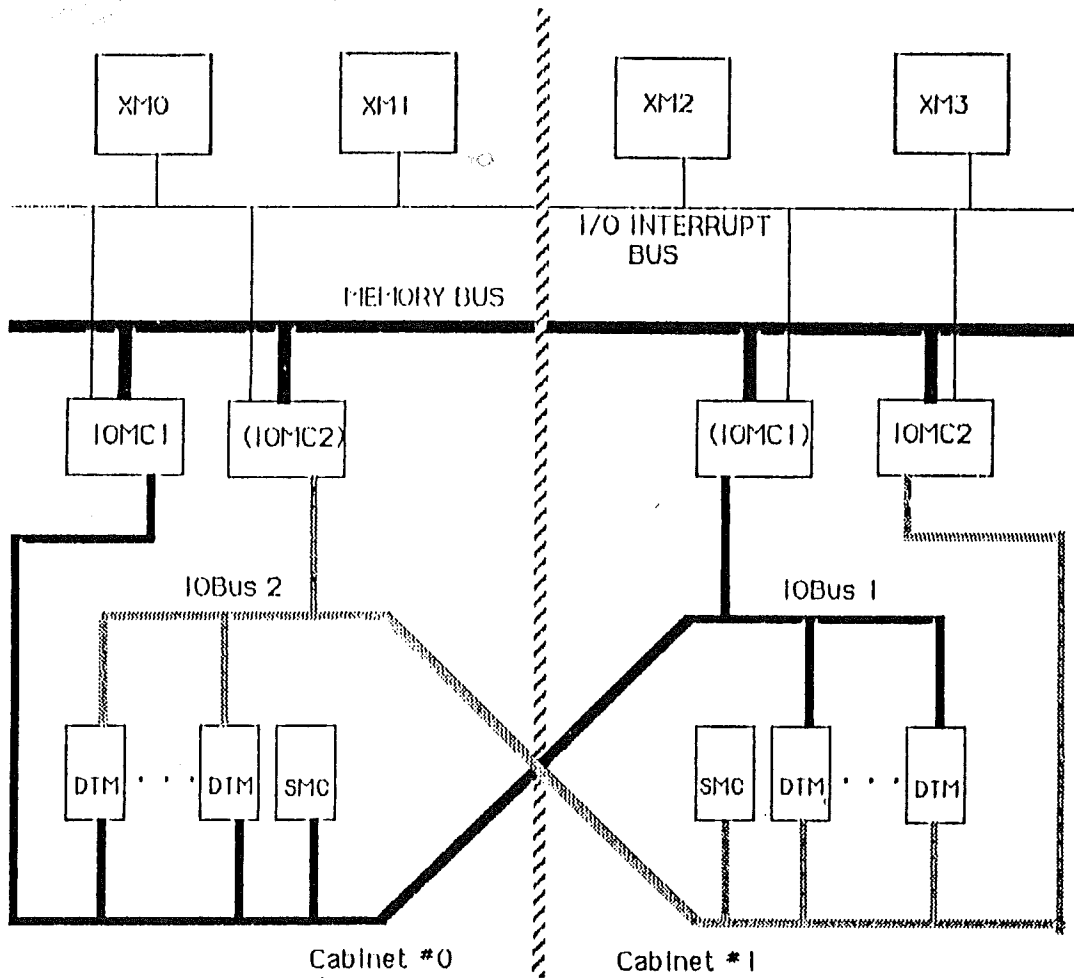 XM0
XM1
XM2
XM3
I/O INTERRUPT
BUS
MEMORY BUS
IOMC1
(IOMC2)
(IOMC1)
IOMC2
IOBus 2
IOBus 1
DTM
· · ·
DTM
SMC
SMC
DTM
· · ·
DTM
Cabinet #0
Cabinet #1